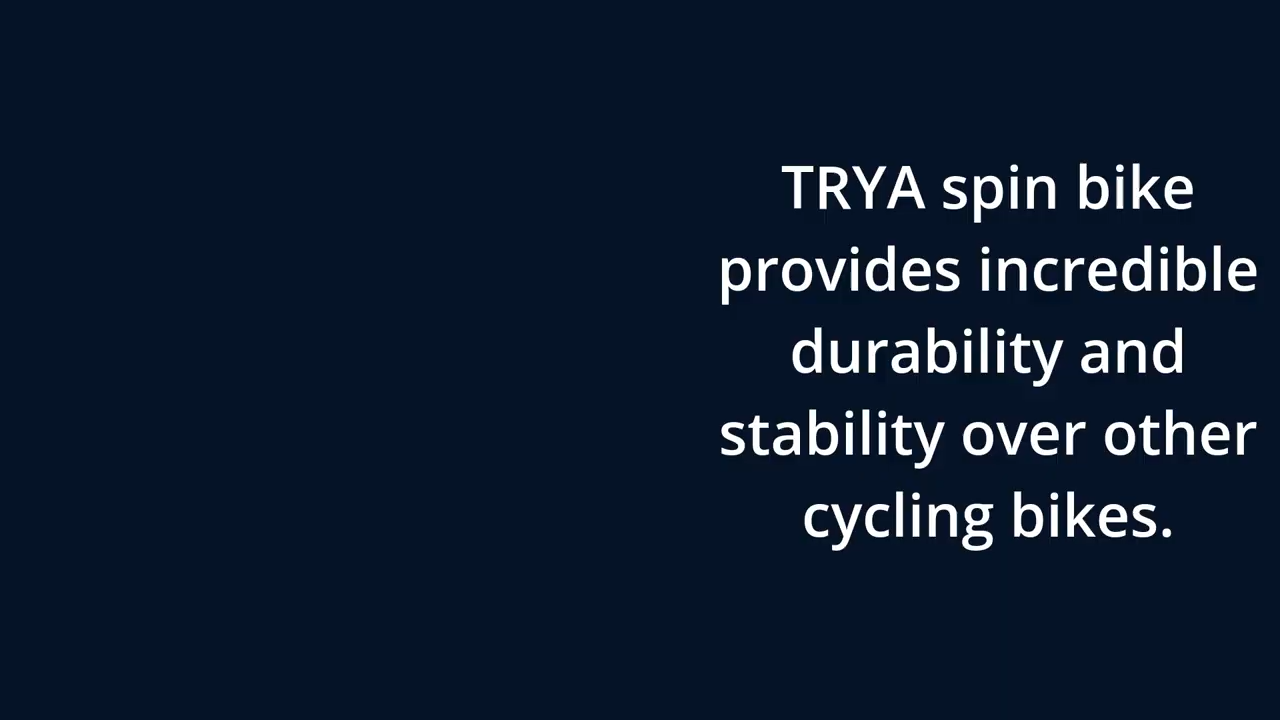 TRYA spin bike
provides incredible
durability and
stability over other
cycling bikes.